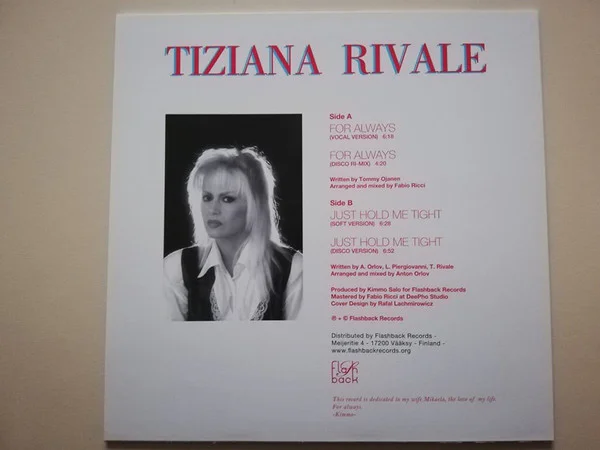 TIZIANA RIVALE
Side A
FOR ALWAYS
(VOCAL VERSION) 6:18
FOR ALWAYS
(DISCO RI-MIX) 4:20
Written by Tommy Ojanen
Arranged and mixed by Fabio Ricci
Side B
JUST HOLD ME TIGHT
(SOFT VERSION) 6:28
JUST HOLD ME TIGHT
(DISCO VERSION) 6:52
Written by A. Orlov, L. Piergiovanni, T. Rivale
Arranged and mixed by Anton Orlov
Produced by Kimmo Salo for Flashback Records
Mastered by Fabio Ricci at DeePho Studio
Cover Design by Rafal Lachmirowicz
℗ + © Flashback Records
Distributed by Flashback Records -
Meijeritie 4 - 17200 Vääksy - Finland -
www.flashbackrecords.org
flash
back
This record is dedicated to my wife Mikaela, the love of my life.
For always.
-Kimmo-